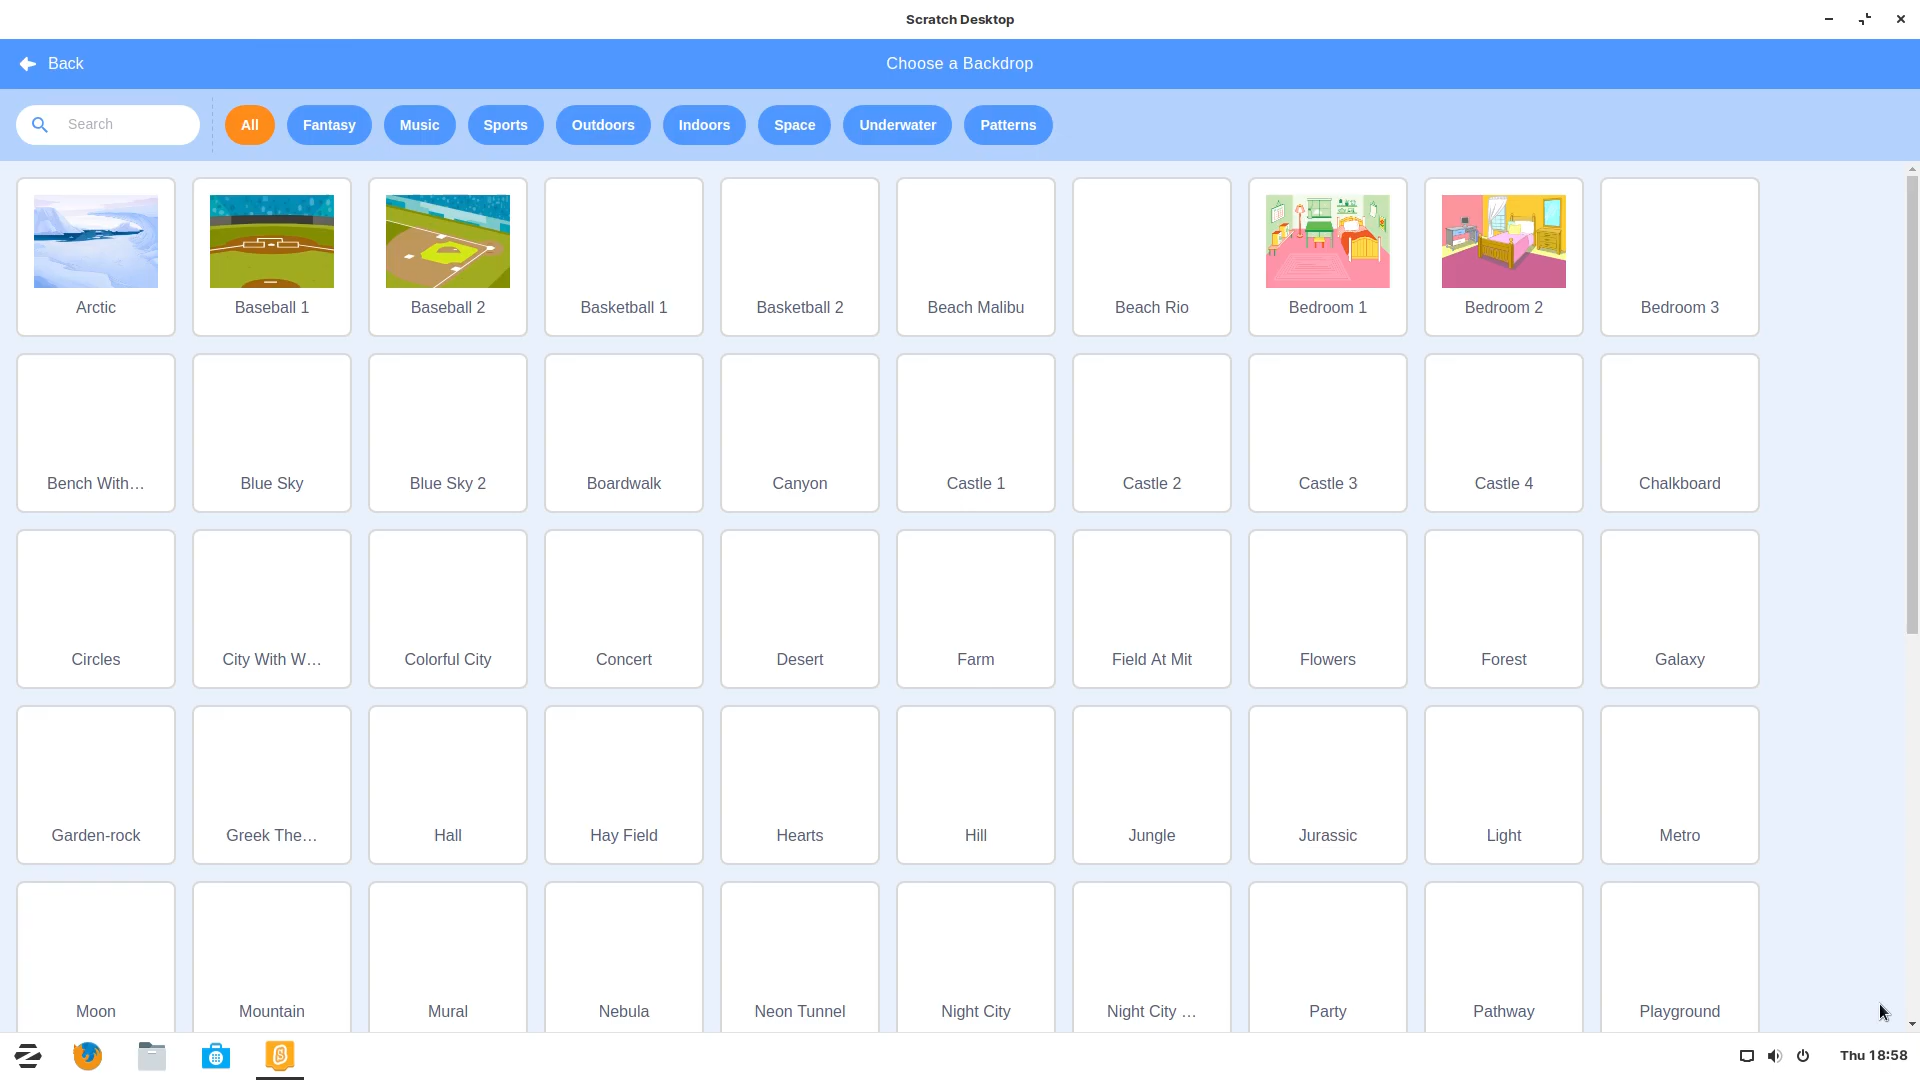 Scratch Desktop
Back
Choose a Backdrop
Search
All
Fantasy
Music
Sports
Outdoors
Indoors
Space
Underwater
Patterns
Arctic
Baseball 1
Baseball 2
Basketball 1
Basketball 2
Beach Malibu
Beach Rio
Bedroom 1
Bedroom 2
Bedroom 3
Bench With…
Blue Sky
Blue Sky 2
Boardwalk
Canyon
Castle 1
Castle 2
Castle 3
Castle 4
Chalkboard
Circles
City With W…
Colorful City
Concert
Desert
Farm
Field At Mit
Flowers
Forest
Galaxy
Garden-rock
Greek The…
Hall
Hay Field
Hearts
Hill
Jungle
Jurassic
Light
Metro
Moon
Mountain
Mural
Nebula
Neon Tunnel
Night City
Night City …
Party
Pathway
Playground
Thu 18:58